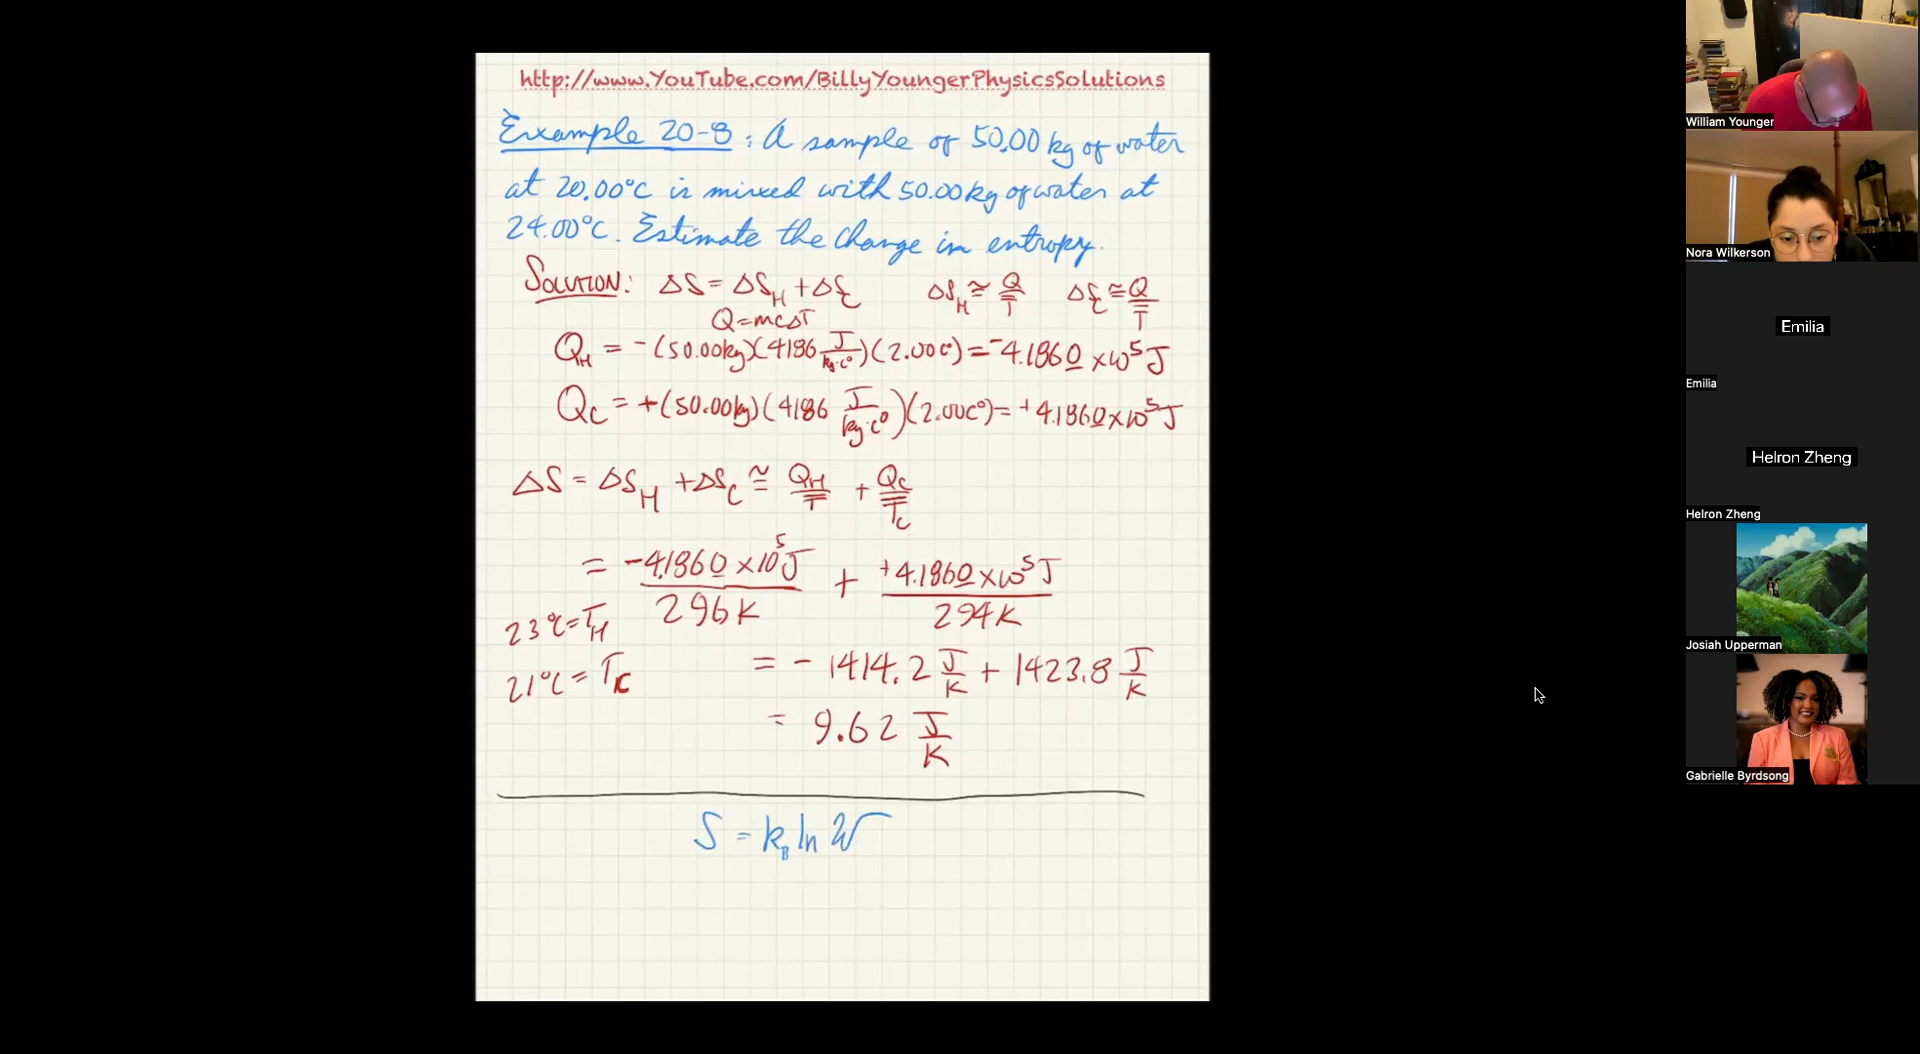 http://www.YouTube.com/BillyYoungerPhysicsSolutions
Example 20-8: A sample of 50.00 kg of water
at 20.00°C is mixed with 50.00 kg of water at
24.00°C. Estimate the change in entropy.
SOLUTION: ΔS = ΔS_H + ΔS_C ΔS_H ≅ Q/T ΔS_C ≅ Q/T
Q = mcΔT
Q_H = -(50.00kg)(4186 J/kg·C°)(2.00C°) = -4.1860 × 10^5 J
Q_C = +(50.00kg)(4186 J/kg·C°)(2.00C°) = +4.1860 × 10^5 J
ΔS = ΔS_H + ΔS_C ≅ Q_H/T + Q_C/T_C
= -4.1860 × 10^5 J / 296K + +4.1860 × 10^5 J / 294K
23°C = T_H
= -1414.2 J/K + 1423.8 J/K
21°C = T_C
= 9.62 J/K
S = k_B ln W
William Younger
Nora Wilkerson
Emilia
Emilia
Helron Zheng
Helron Zheng
Josiah Upperman
Gabrielle Byrdsong